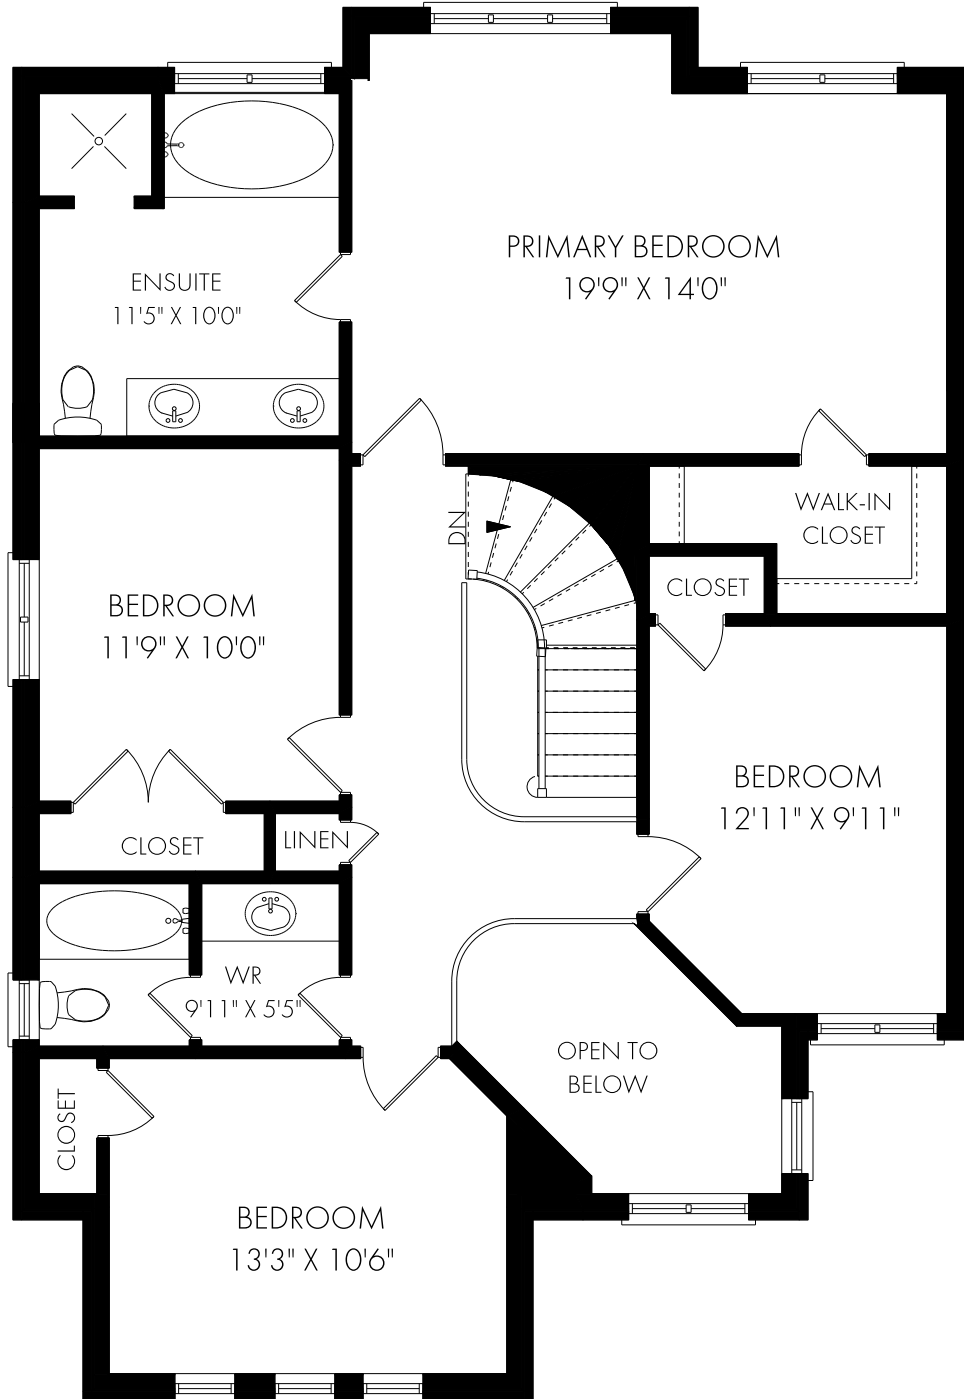 PRIMARY BEDROOM
19'9" X 14'0"
ENSUITE
11'5" X 10'0"
WALK-IN
CLOSET
DN
CLOSET
BEDROOM
11'9" X 10'0"
BEDROOM
12'11" X 9'11"
CLOSET
LINEN
WR
9'11" X 5'5"
OPEN TO
BELOW
CLOSET
BEDROOM
13'3" X 10'6"